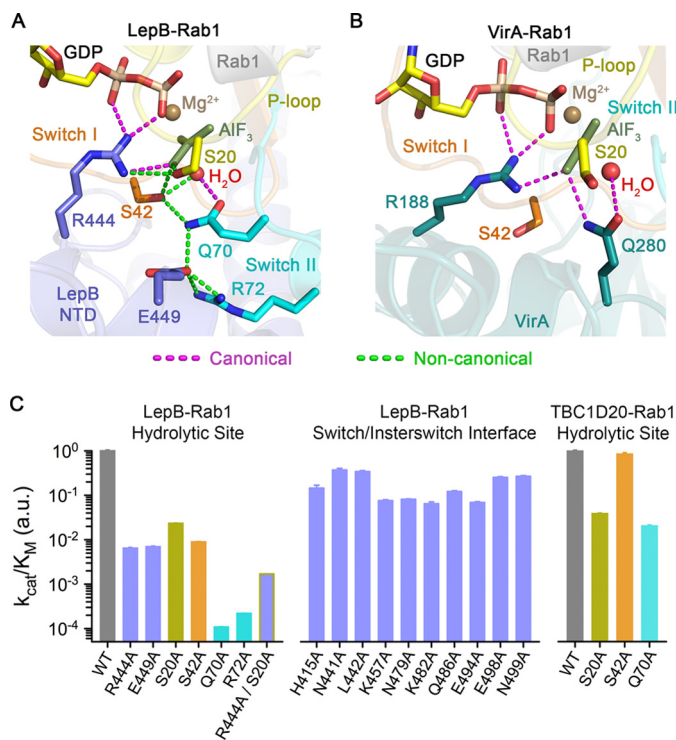 A
LepB-Rab1
GDP
Rab1
Mg2+
P-loop
Switch I
AlF3
S20
H2O
S42
R444
Q70
Switch II
R72
LepB
NTD
E449
B
VirA-Rab1
GDP
Rab1
P-loop
Mg2+
Switch II
AlF3
Switch I
S20
H2O
R188
S42
Q280
VirA
Canonical
Non-canonical
C
LepB-Rab1
Hydrolytic Site
LepB-Rab1
Switch/Insterswitch Interface
TBC1D20-Rab1
Hydrolytic Site
kcat/KM (a.u.)
10^0
10^-1
10^-2
10^-3
10^-4
WT
R444A
E449A
S20A
S42A
Q70A
R72A
R444A / S20A
H415A
N441A
L442A
K457A
N479A
K482A
Q486A
E494A
E498A
N499A
WT
S20A
S42A
Q70A